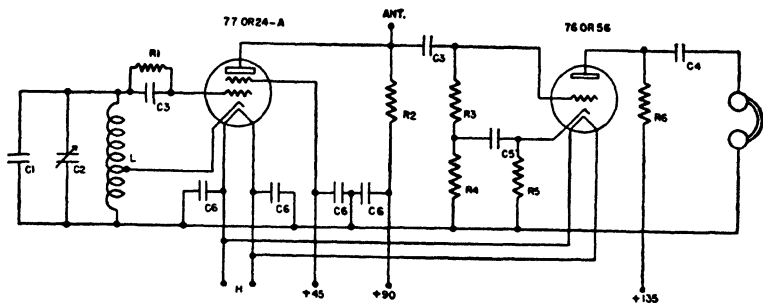 ANT.
77 OR 24-A
76 OR 56
R1
C3
C3
C4
R2
R3
R6
C1
C2
L
C5
R4
R5
C6
C6
C6
C6
H
+45
+90
+135